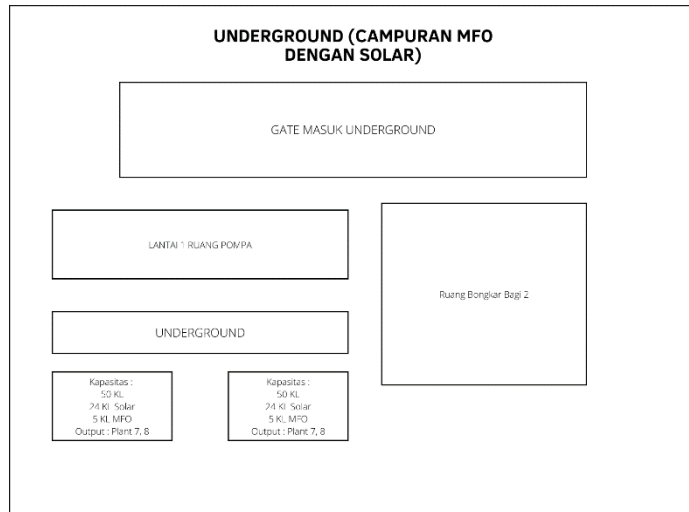 UNDERGROUND (CAMPURAN MFO
DENGAN SOLAR)
GATE MASUK UNDERGROUND
LANTAI 1 RUANG POMPA
Ruang Bongkar Bagi 2
UNDERGROUND
Kapasitas :
50 KL
24 KL Solar
5 KL MFO
Output : Plant 7, 8
Kapasitas :
50 KL
24 KL Solar
5 KL MFO
Output : Plant 7, 8